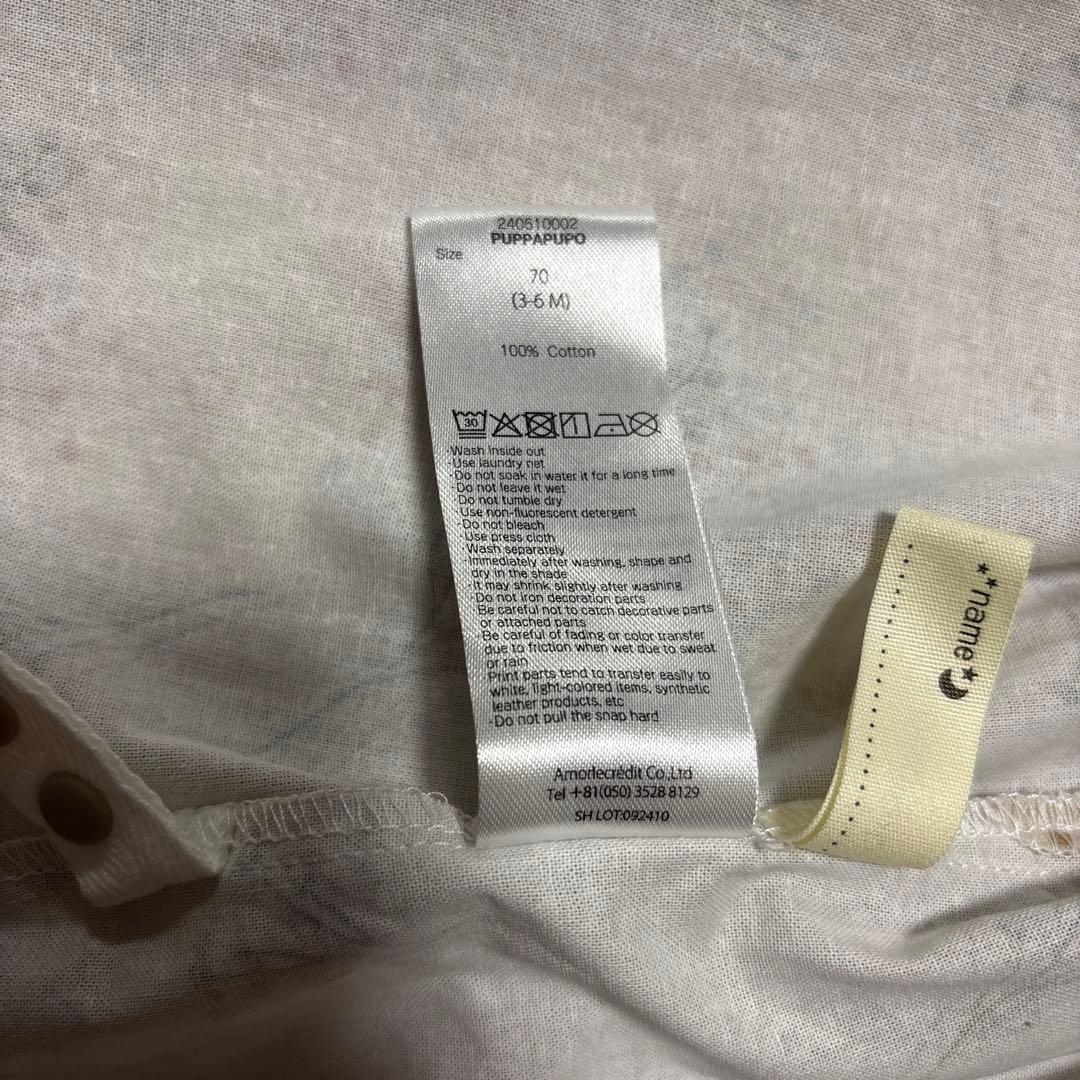 240510002
PUPPAPUPO
Size
70
(3-6 M)
100% Cotton
30
·Wash inside out
·Use laundry net
·Do not soak in water it for a long time
·Do not leave it wet
·Do not tumble dry
·Use non-fluorescent detergent
·Do not bleach
·Use press cloth
·Wash separately
·Immediately after washing, shape and
dry in the shade
·It may shrink slightly after washing
·Do not iron decoration parts
·Be careful not to catch decorative parts
or attached parts
·Be careful of fading or color transfer
due to friction when wet due to sweat
or rain
·Print parts tend to transfer easily to
white, light-colored items, synthetic
leather products, etc
·Do not pull the snap hard
Amorlecrédit Co.,Ltd
Tel +81(050) 3528 8129
SH LOT:092410
**name*